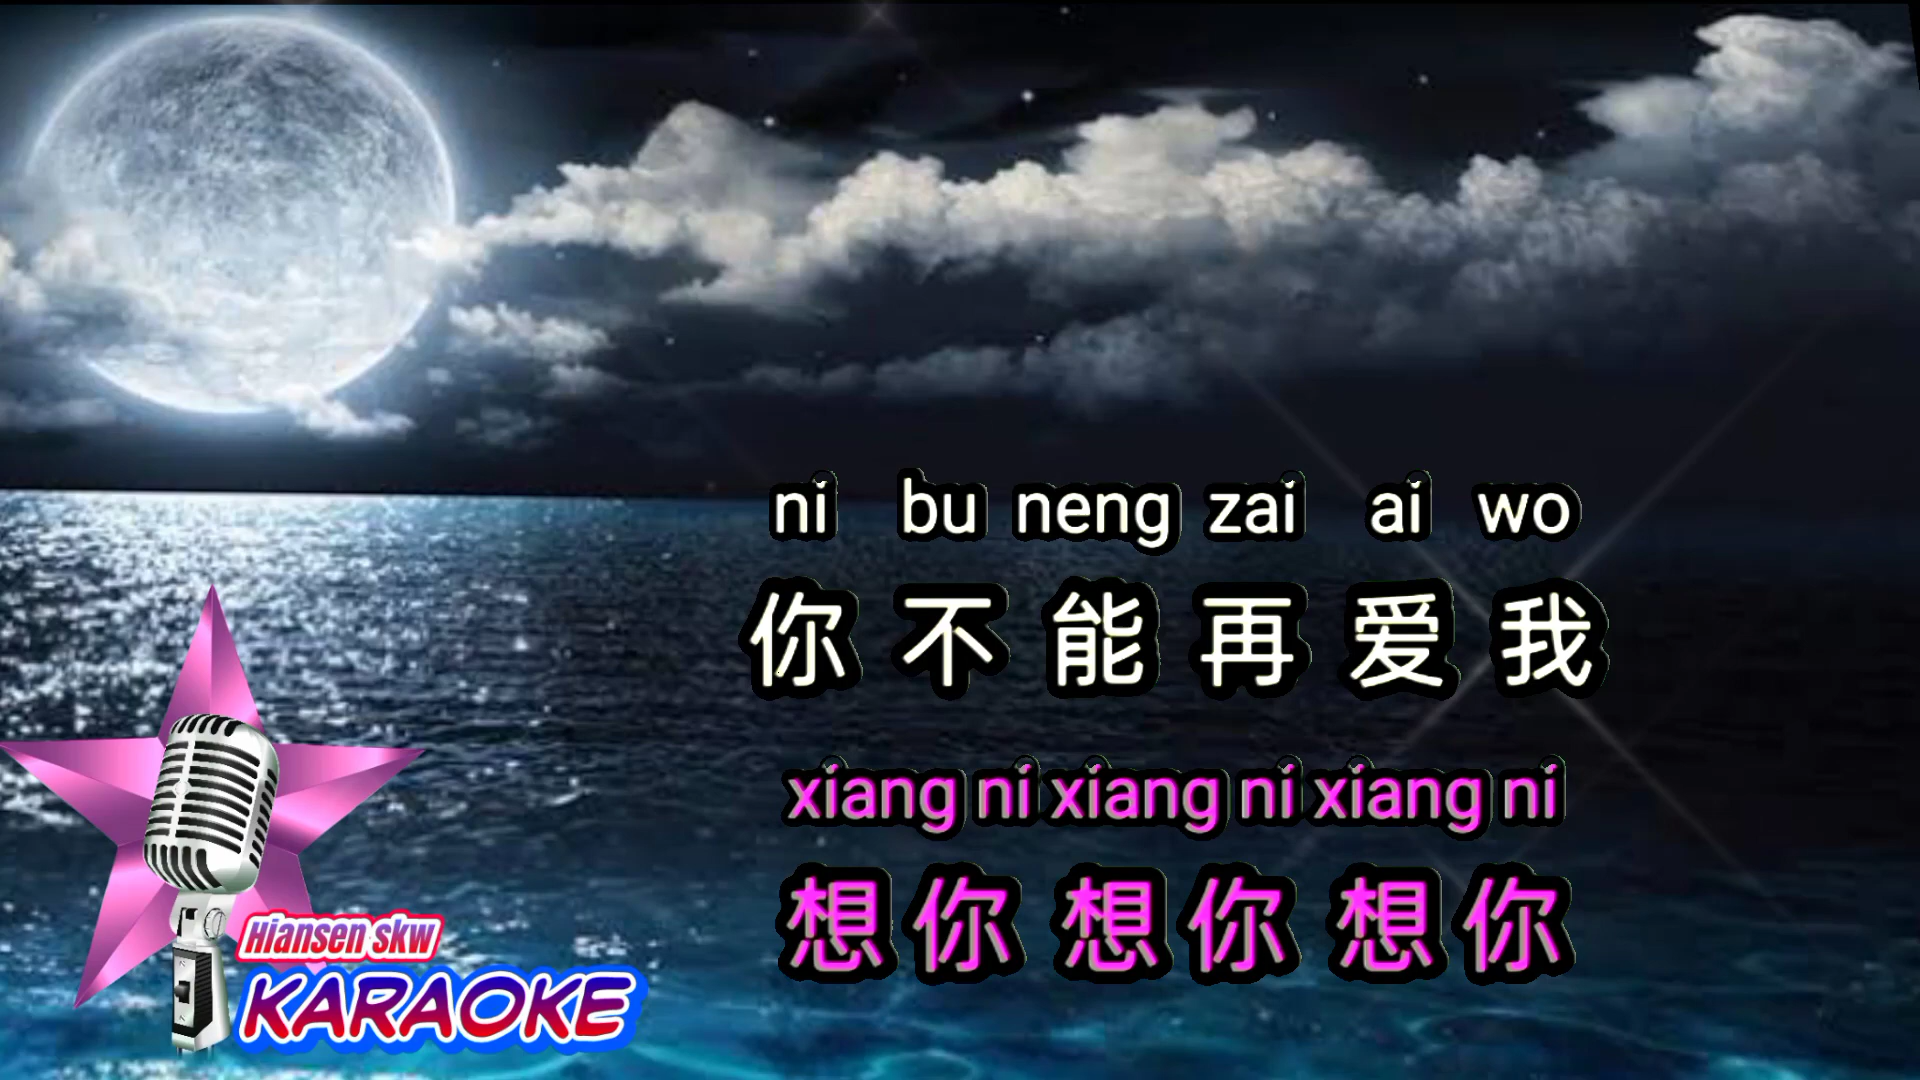 ni bu neng zai ai wo
你 不 能 再 爱 我
xiang ni xiang ni xiang ni
想 你 想 你 想 你
Hiansen skw
KARAOKE